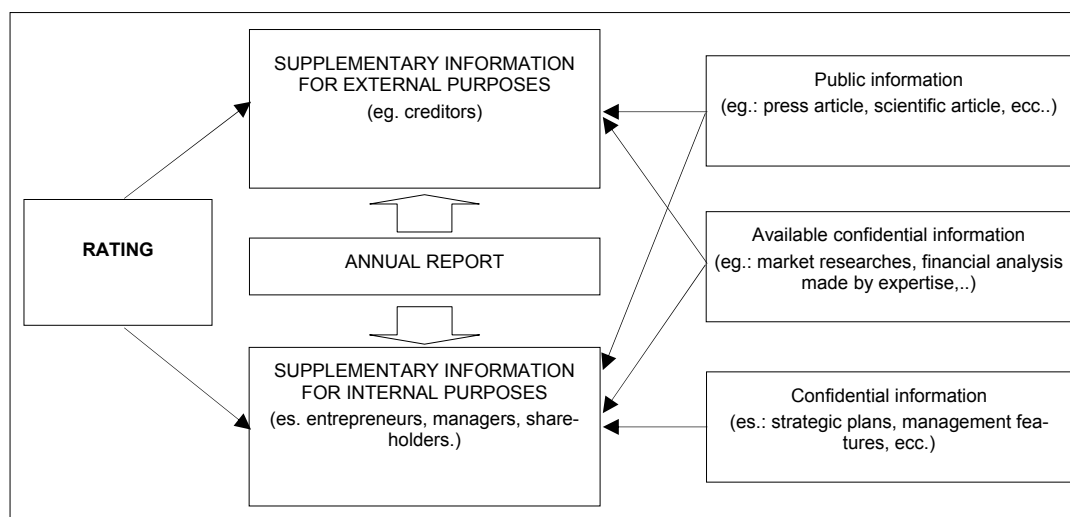 SUPPLEMENTARY INFORMATION
FOR EXTERNAL PURPOSES
(eg. creditors)
Public information
(eg.: press article, scientific article, ecc..)
RATING
ANNUAL REPORT
Available confidential information
(eg.: market researches, financial analysis
made by expertise,..)
SUPPLEMENTARY INFORMATION
FOR INTERNAL PURPOSES
(es. entrepreneurs, managers, share-
holders.)
Confidential information
(es.: strategic plans, management fea-
tures, ecc.)